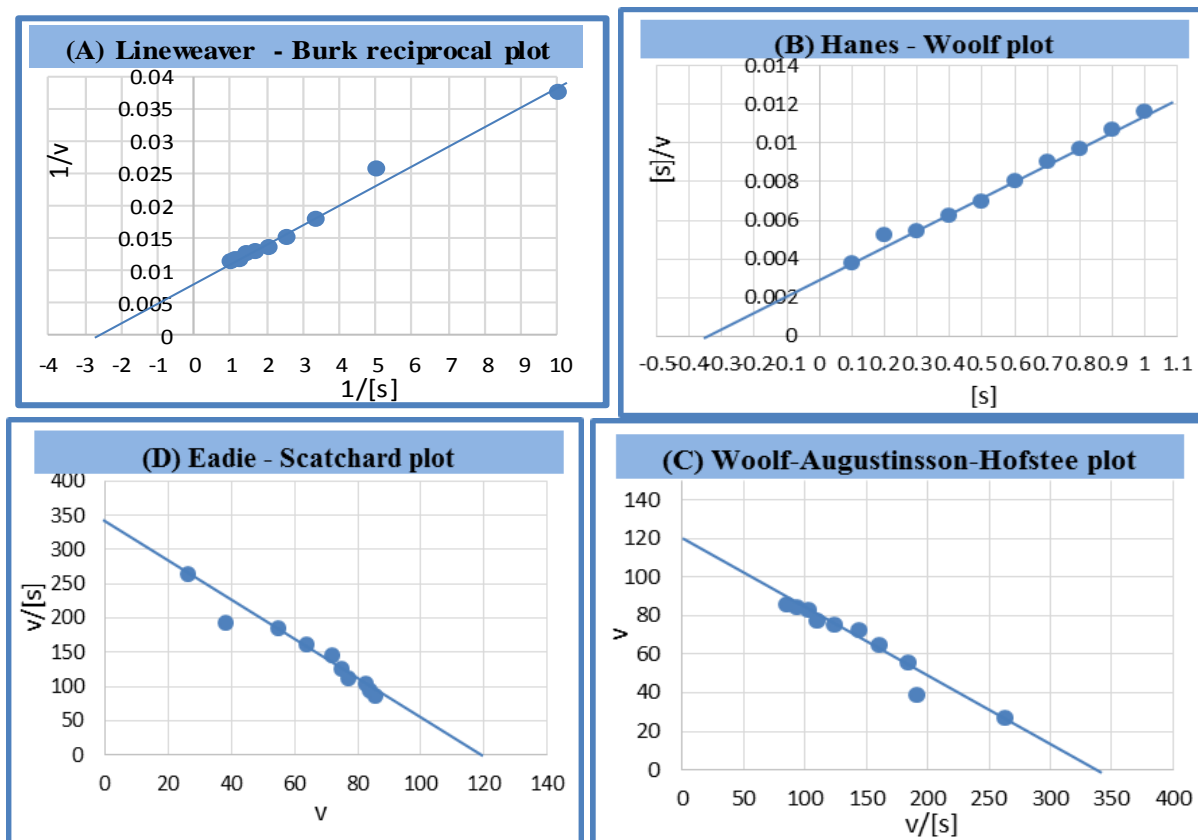 (A) Lineweaver - Burk reciprocal plot
0.04
0.035
0.03
0.025
0.02
0.015
0.01
0.005
0
1/v
-4 -3 -2 -1 0 1 2 3 4 5 6 7 8 9 10
1/[s]
(B) Hanes - Woolf plot
0.014
0.012
0.01
0.008
0.006
0.004
0.002
0
[s]/v
-0.5 -0.4 -0.3 -0.2 -0.1 0 0.1 0.2 0.3 0.4 0.5 0.6 0.7 0.8 0.9 1 1.1
[s]
(D) Eadie - Scatchard plot
400
350
300
250
200
150
100
50
0
v/[s]
0 20 40 60 80 100 120 140
v
(C) Woolf-Augustinsson-Hofstee plot
140
120
100
80
60
40
20
0
v
0 50 100 150 200 250 300 350 400
v/[s]